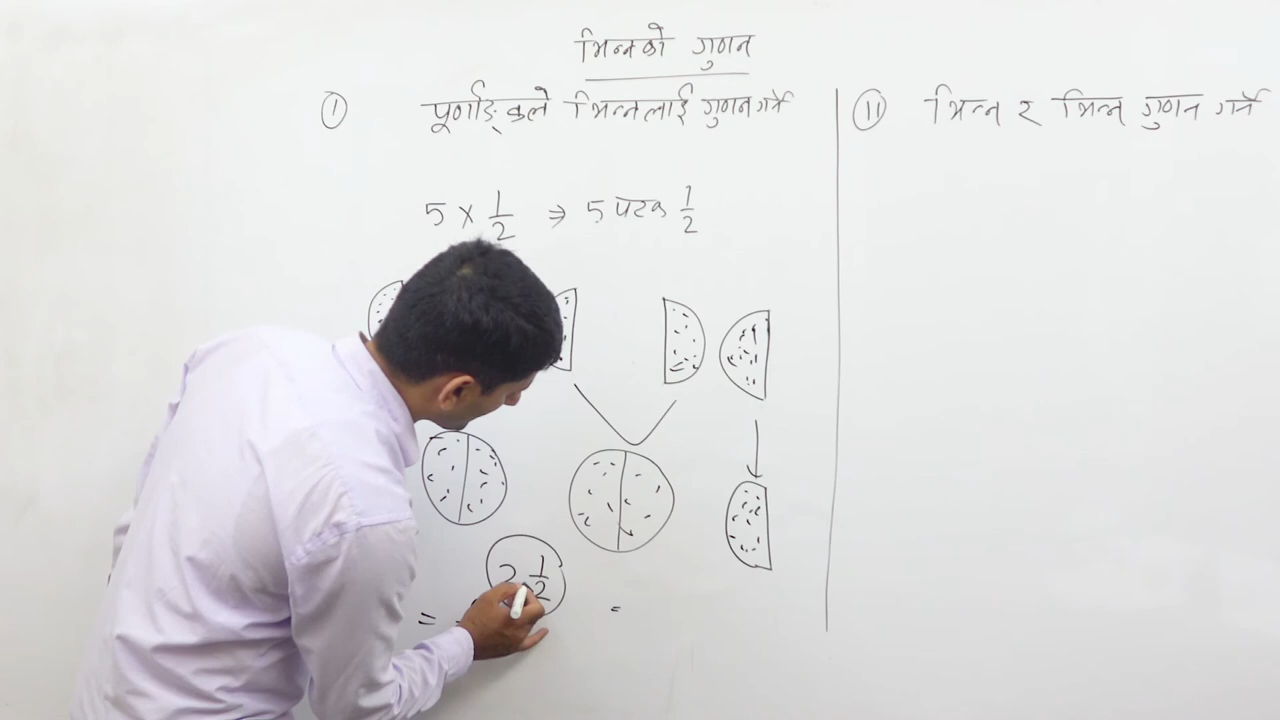 भिन्नको गुणन
① पूर्णाङ्कले भिन्नलाई गुणन गर्ने
⑪ भिन्न र भिन्न गुणन गर्ने
5 × 1/2 ⇒ 5 पटक 1/2
2 1/2
= =